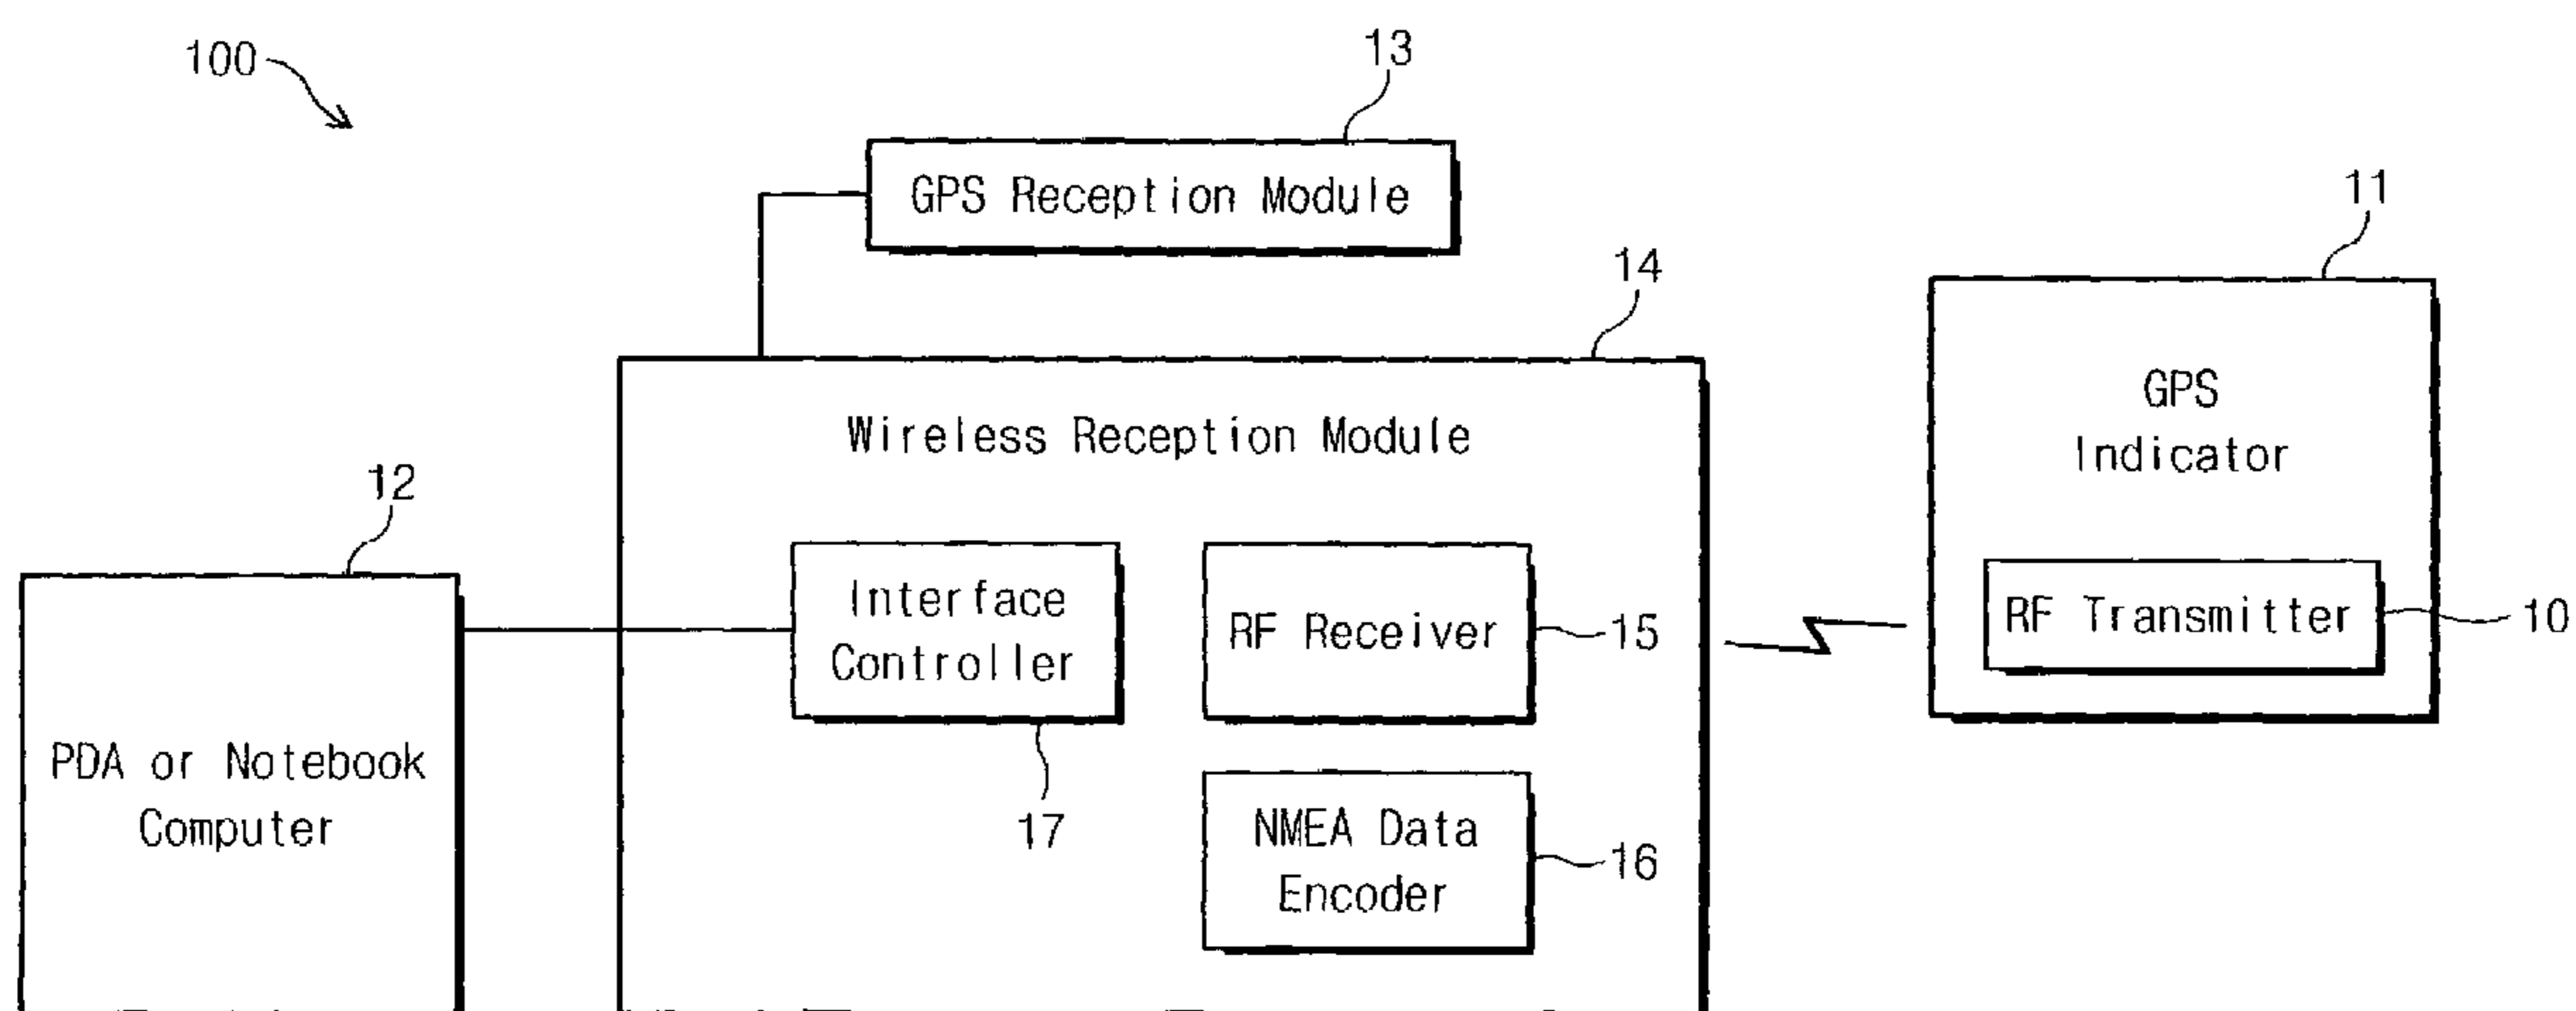 100
13
GPS Reception Module
11
14
GPS
Indicator
Wireless Reception Module
12
Interface
Controller
RF Receiver
15
RF Transmitter
10
PDA or Notebook
Computer
17
NMEA Data
Encoder
16